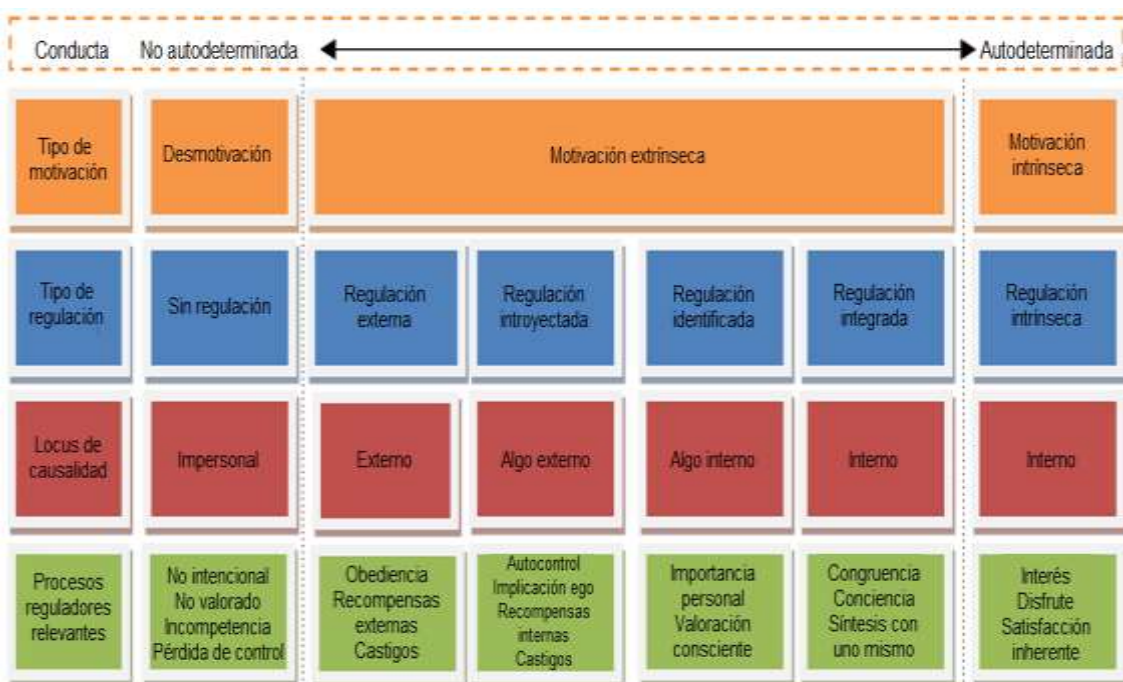 Conducta No autodeterminada Autodeterminada
Tipo de
motivación
Desmotivación
Motivación extrínseca
Motivación
intrínseca
Tipo de
regulación
Sin regulación
Regulación
externa
Regulación
introyectada
Regulación
identificada
Regulación
integrada
Regulación
intrínseca
Locus de
causalidad
Impersonal
Externo
Algo externo
Algo interno
Interno
Interno
Procesos
reguladores
relevantes
No intencional
No valorado
Incompetencia
Pérdida de control
Obediencia
Recompensas
externas
Castigos
Autocontrol
Implicación ego
Recompensas
internas
Castigos
Importancia
personal
Valoración
consciente
Congruencia
Conciencia
Síntesis con
uno mismo
Interés
Disfrute
Satisfacción
inherente